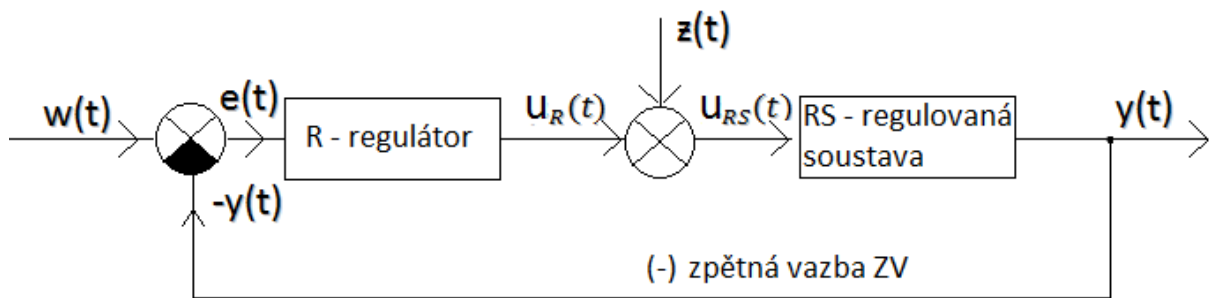 z(t)
w(t)
e(t)
R - regulátor
u_R(t)
u_RS(t)
RS - regulovaná
soustava
y(t)
-y(t)
(-) zpětná vazba ZV